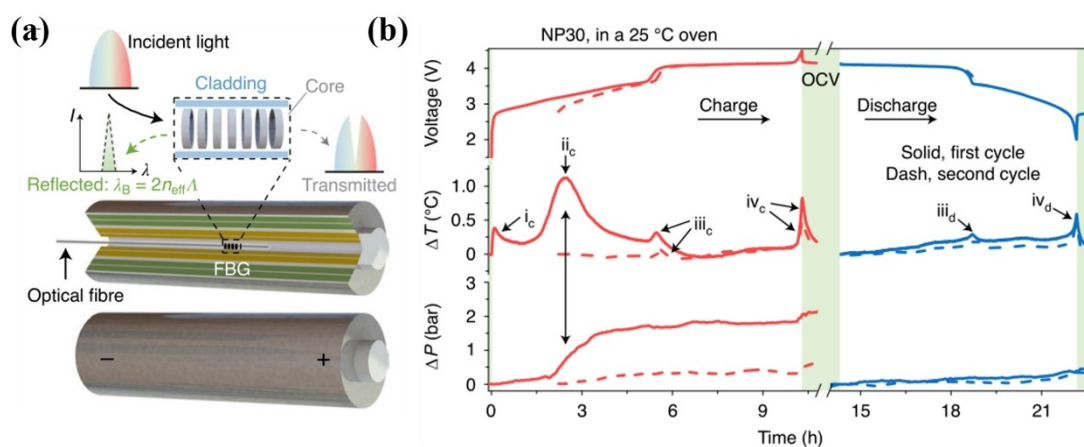 (a)
Incident light
Cladding
Core
I
λ
Reflected: λB = 2neffΛ
Transmitted
FBG
Optical fibre
− +
(b)
NP30, in a 25 °C oven
Voltage (V)
4
3
2
OCV
Charge
Discharge
Solid, first cycle
Dash, second cycle
ΔT (°C)
1.0
0.5
0
ic
iic
iiic
ivc
iiid
ivd
ΔP (bar)
3
2
1
0
0 3 6 9 15 18 21
Time (h)